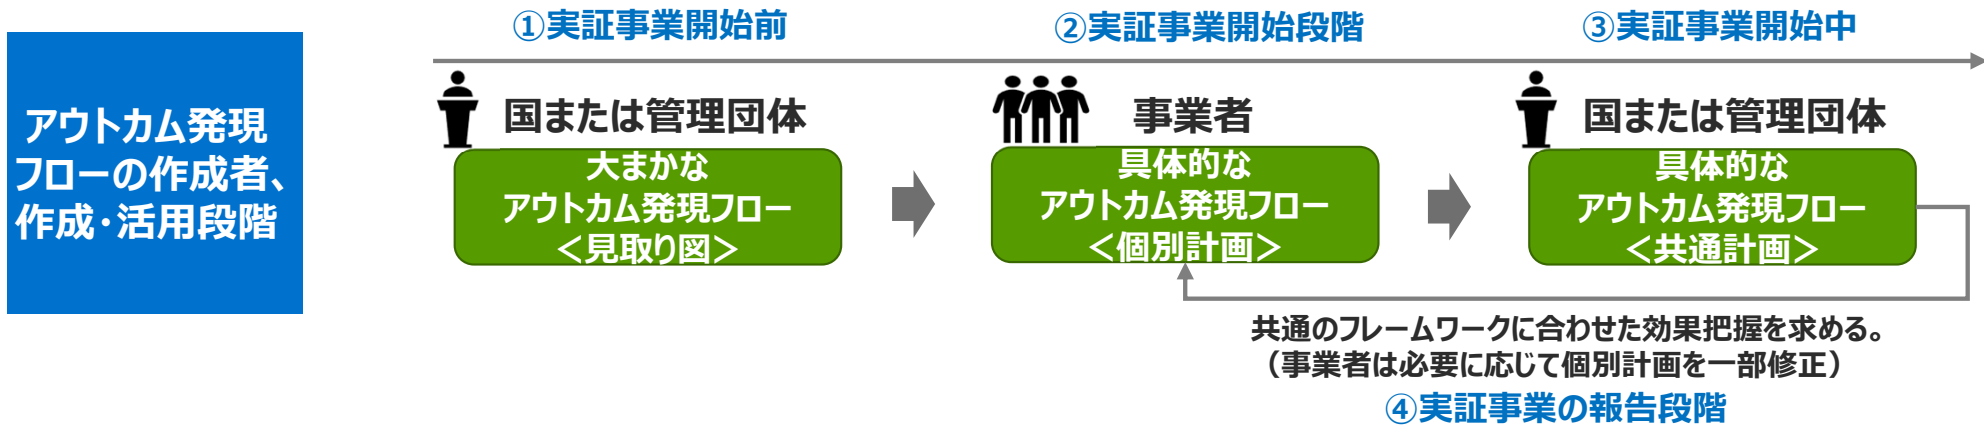 アウトカム発現
フローの作成者、
作成・活用段階
①実証事業開始前
②実証事業開始段階
③実証事業開始中
国または管理団体
大まかな
アウトカム発現フロー
＜見取り図＞
事業者
具体的な
アウトカム発現フロー
＜個別計画＞
国または管理団体
具体的な
アウトカム発現フロー
＜共通計画＞
共通のフレームワークに合わせた効果把握を求める。
（事業者は必要に応じて個別計画を一部修正）
④実証事業の報告段階